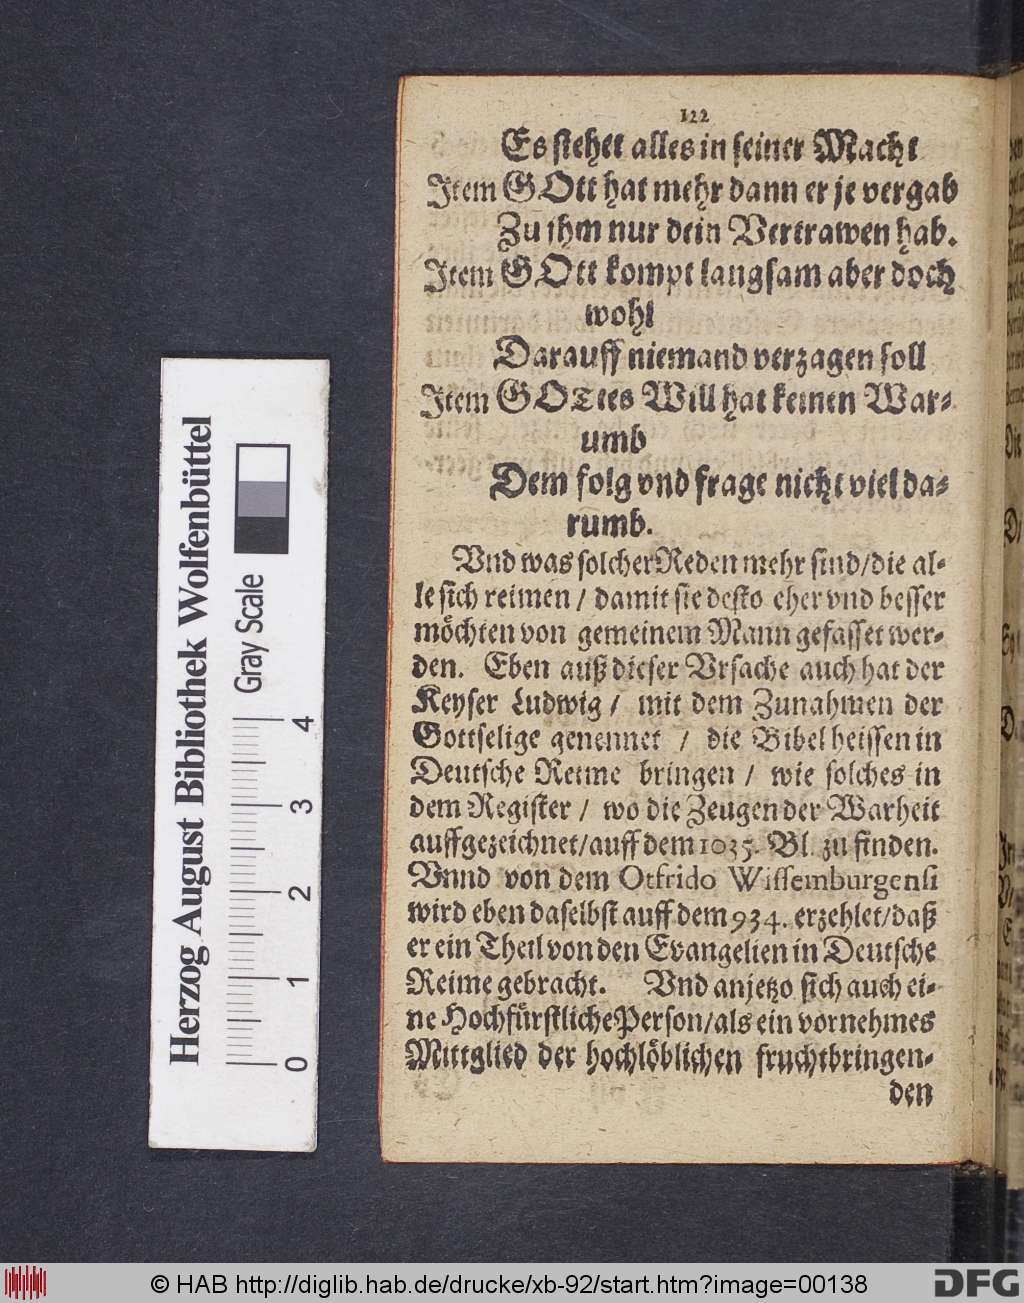 122
Es stehet alles in seiner Macht
Item GOtt hat mehr dann er je vergab
Zu ihm nur dein Vertrawen hab.
Item GOtt kompt langsam aber doch
wohl
Darauff niemand verzagen soll
Item GOTtes Will hat keinen War-
umb
Dem folg vnd frage nicht viel da-
rumb.
Vnd was solcher Reden mehr sind/die al-
le sich reimen / damit sie desto eher vnd besser
möchten von gemeinem Mann gefasset wer-
den. Eben auß dieser Vrsache auch hat der
Keyser Ludwig / mit dem Zunahmen der
Gottselige genennet / die Bibel heissen in
Deutsche Reime bringen / wie solches in
dem Register / wo die Zeugen der Warheit
auffgezeichnet/auff dem 1035. Bl. zu finden.
Vnnd von dem Otfrido Wissemburgensi
wird eben daselbst auff dem 934. erzehlet/daß
er ein Theil von den Evangelien in Deutsche
Reime gebracht. Vnd anjetzo sich auch ei-
ne Hochfürstliche Person/als ein vornehmes
Mittglied der hochlöblichen fruchtbringen-
den
Herzog August Bibliothek Wolfenbüttel
Gray Scale
0 1 2 3 4
© HAB http://diglib.hab.de/drucke/xb-92/start.htm?image=00138
DFG